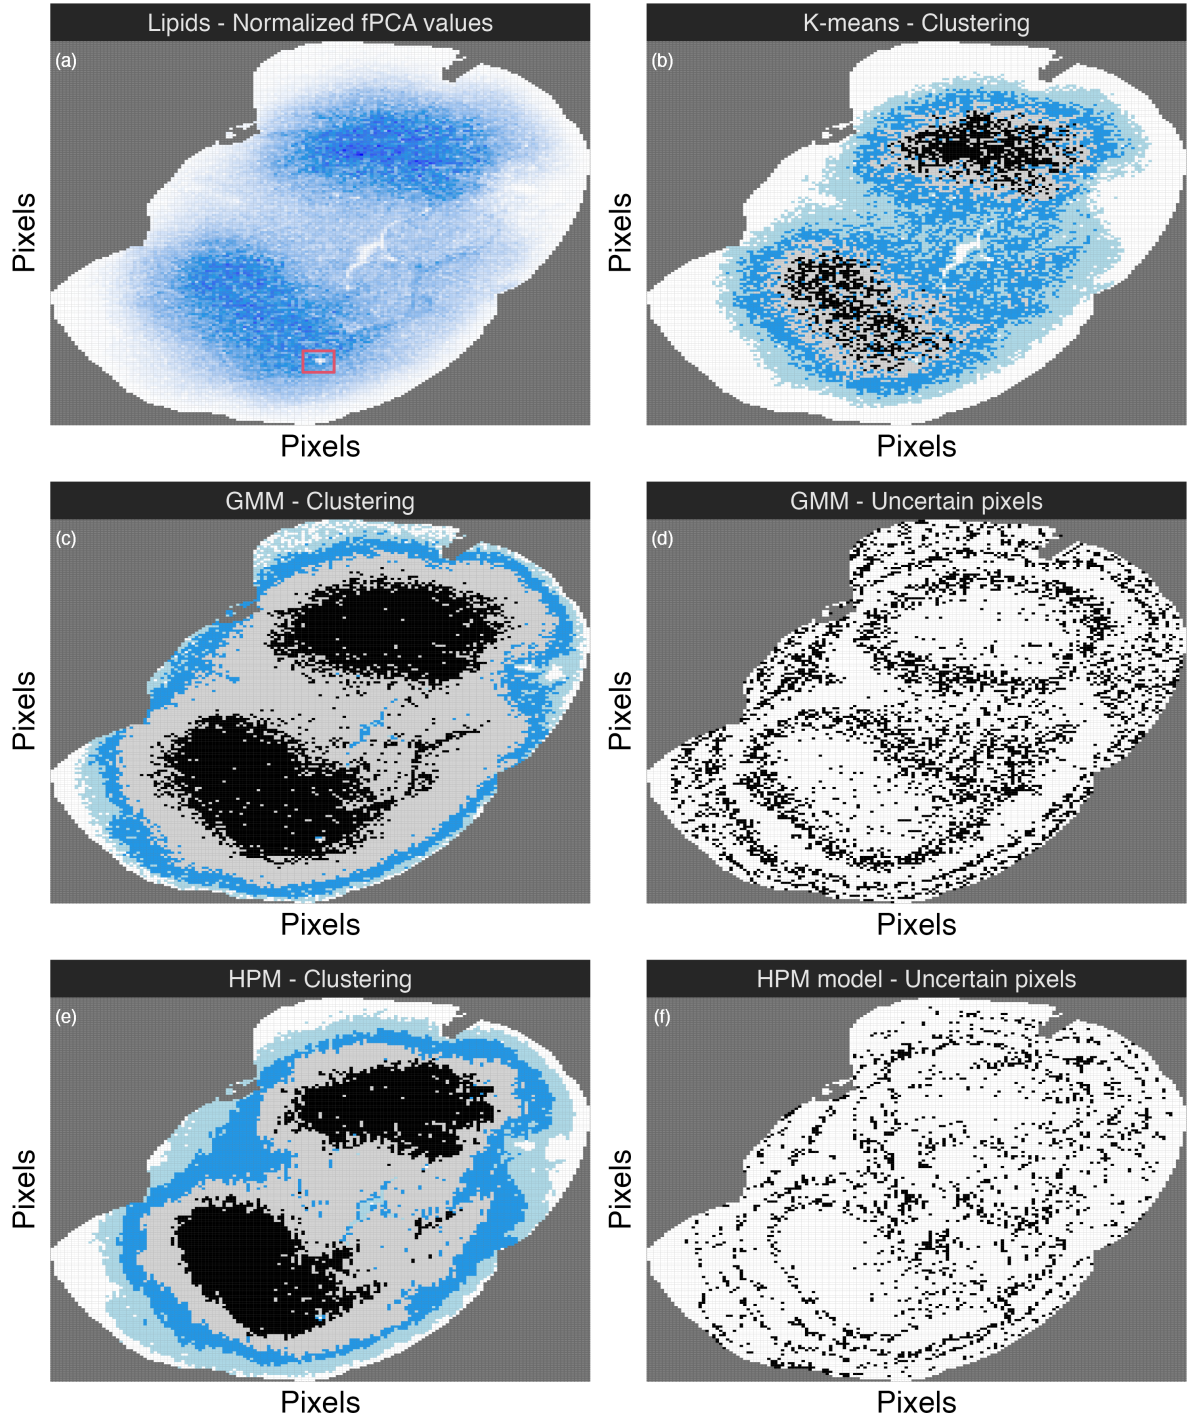 Lipids - Normalized fPCA values
K-means - Clustering
(a)
(b)
Pixels
Pixels
Pixels
Pixels
GMM - Clustering
GMM - Uncertain pixels
(c)
(d)
Pixels
Pixels
Pixels
Pixels
HPM - Clustering
HPM model - Uncertain pixels
(e)
(f)
Pixels
Pixels
Pixels
Pixels